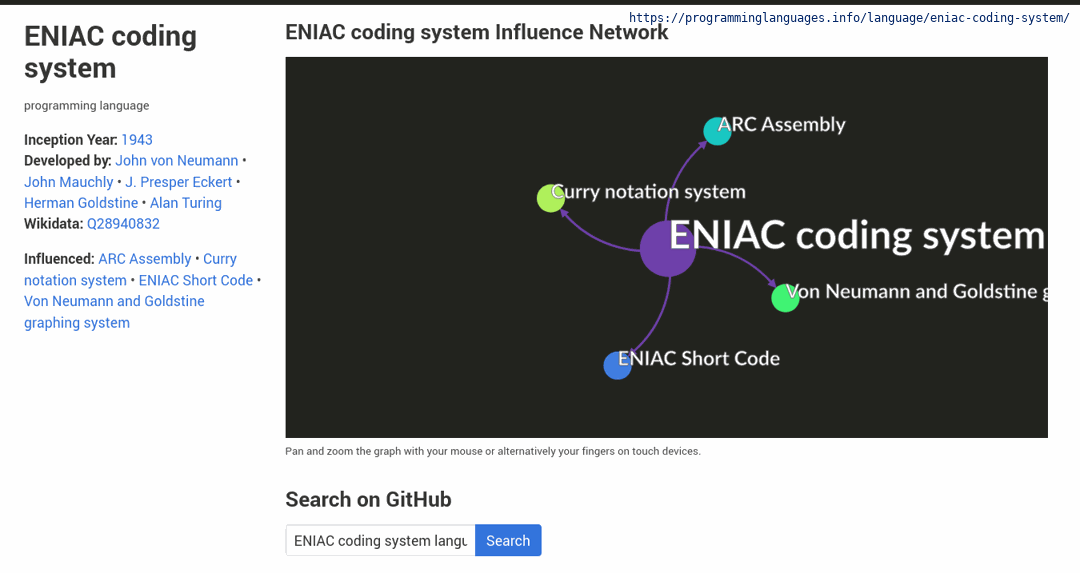 https://programminglanguages.info/language/eniac-coding-system/
ENIAC coding
system
programming language
Inception Year: 1943
Developed by: John von Neumann •
John Mauchly • J. Presper Eckert •
Herman Goldstine • Alan Turing
Wikidata: Q28940832
Influenced: ARC Assembly • Curry
notation system • ENIAC Short Code •
Von Neumann and Goldstine
graphing system
ENIAC coding system Influence Network
ARC Assembly
Curry notation system
ENIAC coding system
Von Neumann and Goldstine g
ENIAC Short Code
Pan and zoom the graph with your mouse or alternatively your fingers on touch devices.
Search on GitHub
ENIAC coding system langu
Search